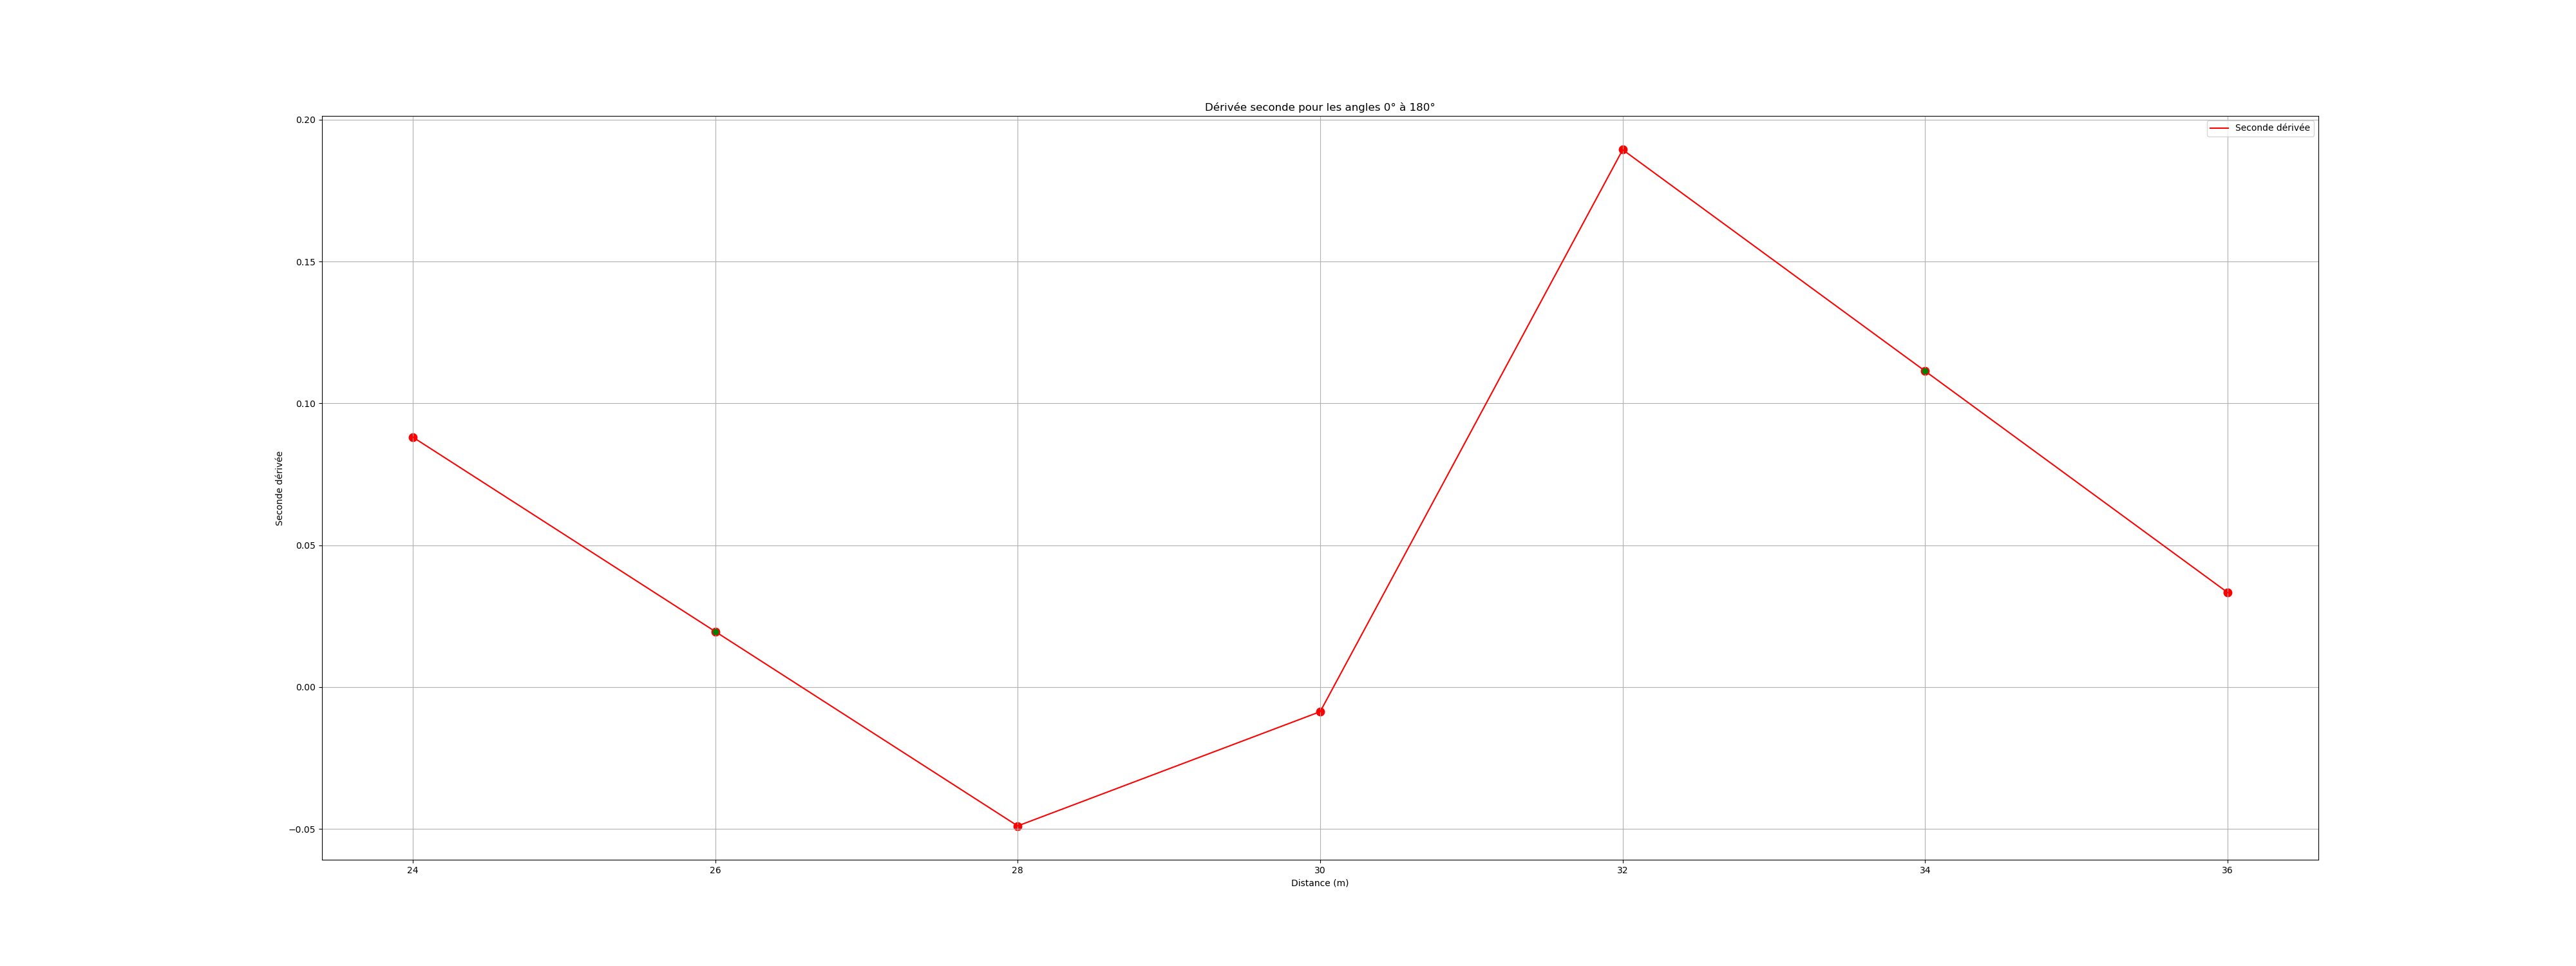 Dérivée seconde pour les angles 0° à 180°
Seconde dérivée
0.20
0.15
0.10
0.05
0.00
−0.05
Seconde dérivée
24 26 28 30 32 34 36
Distance (m)